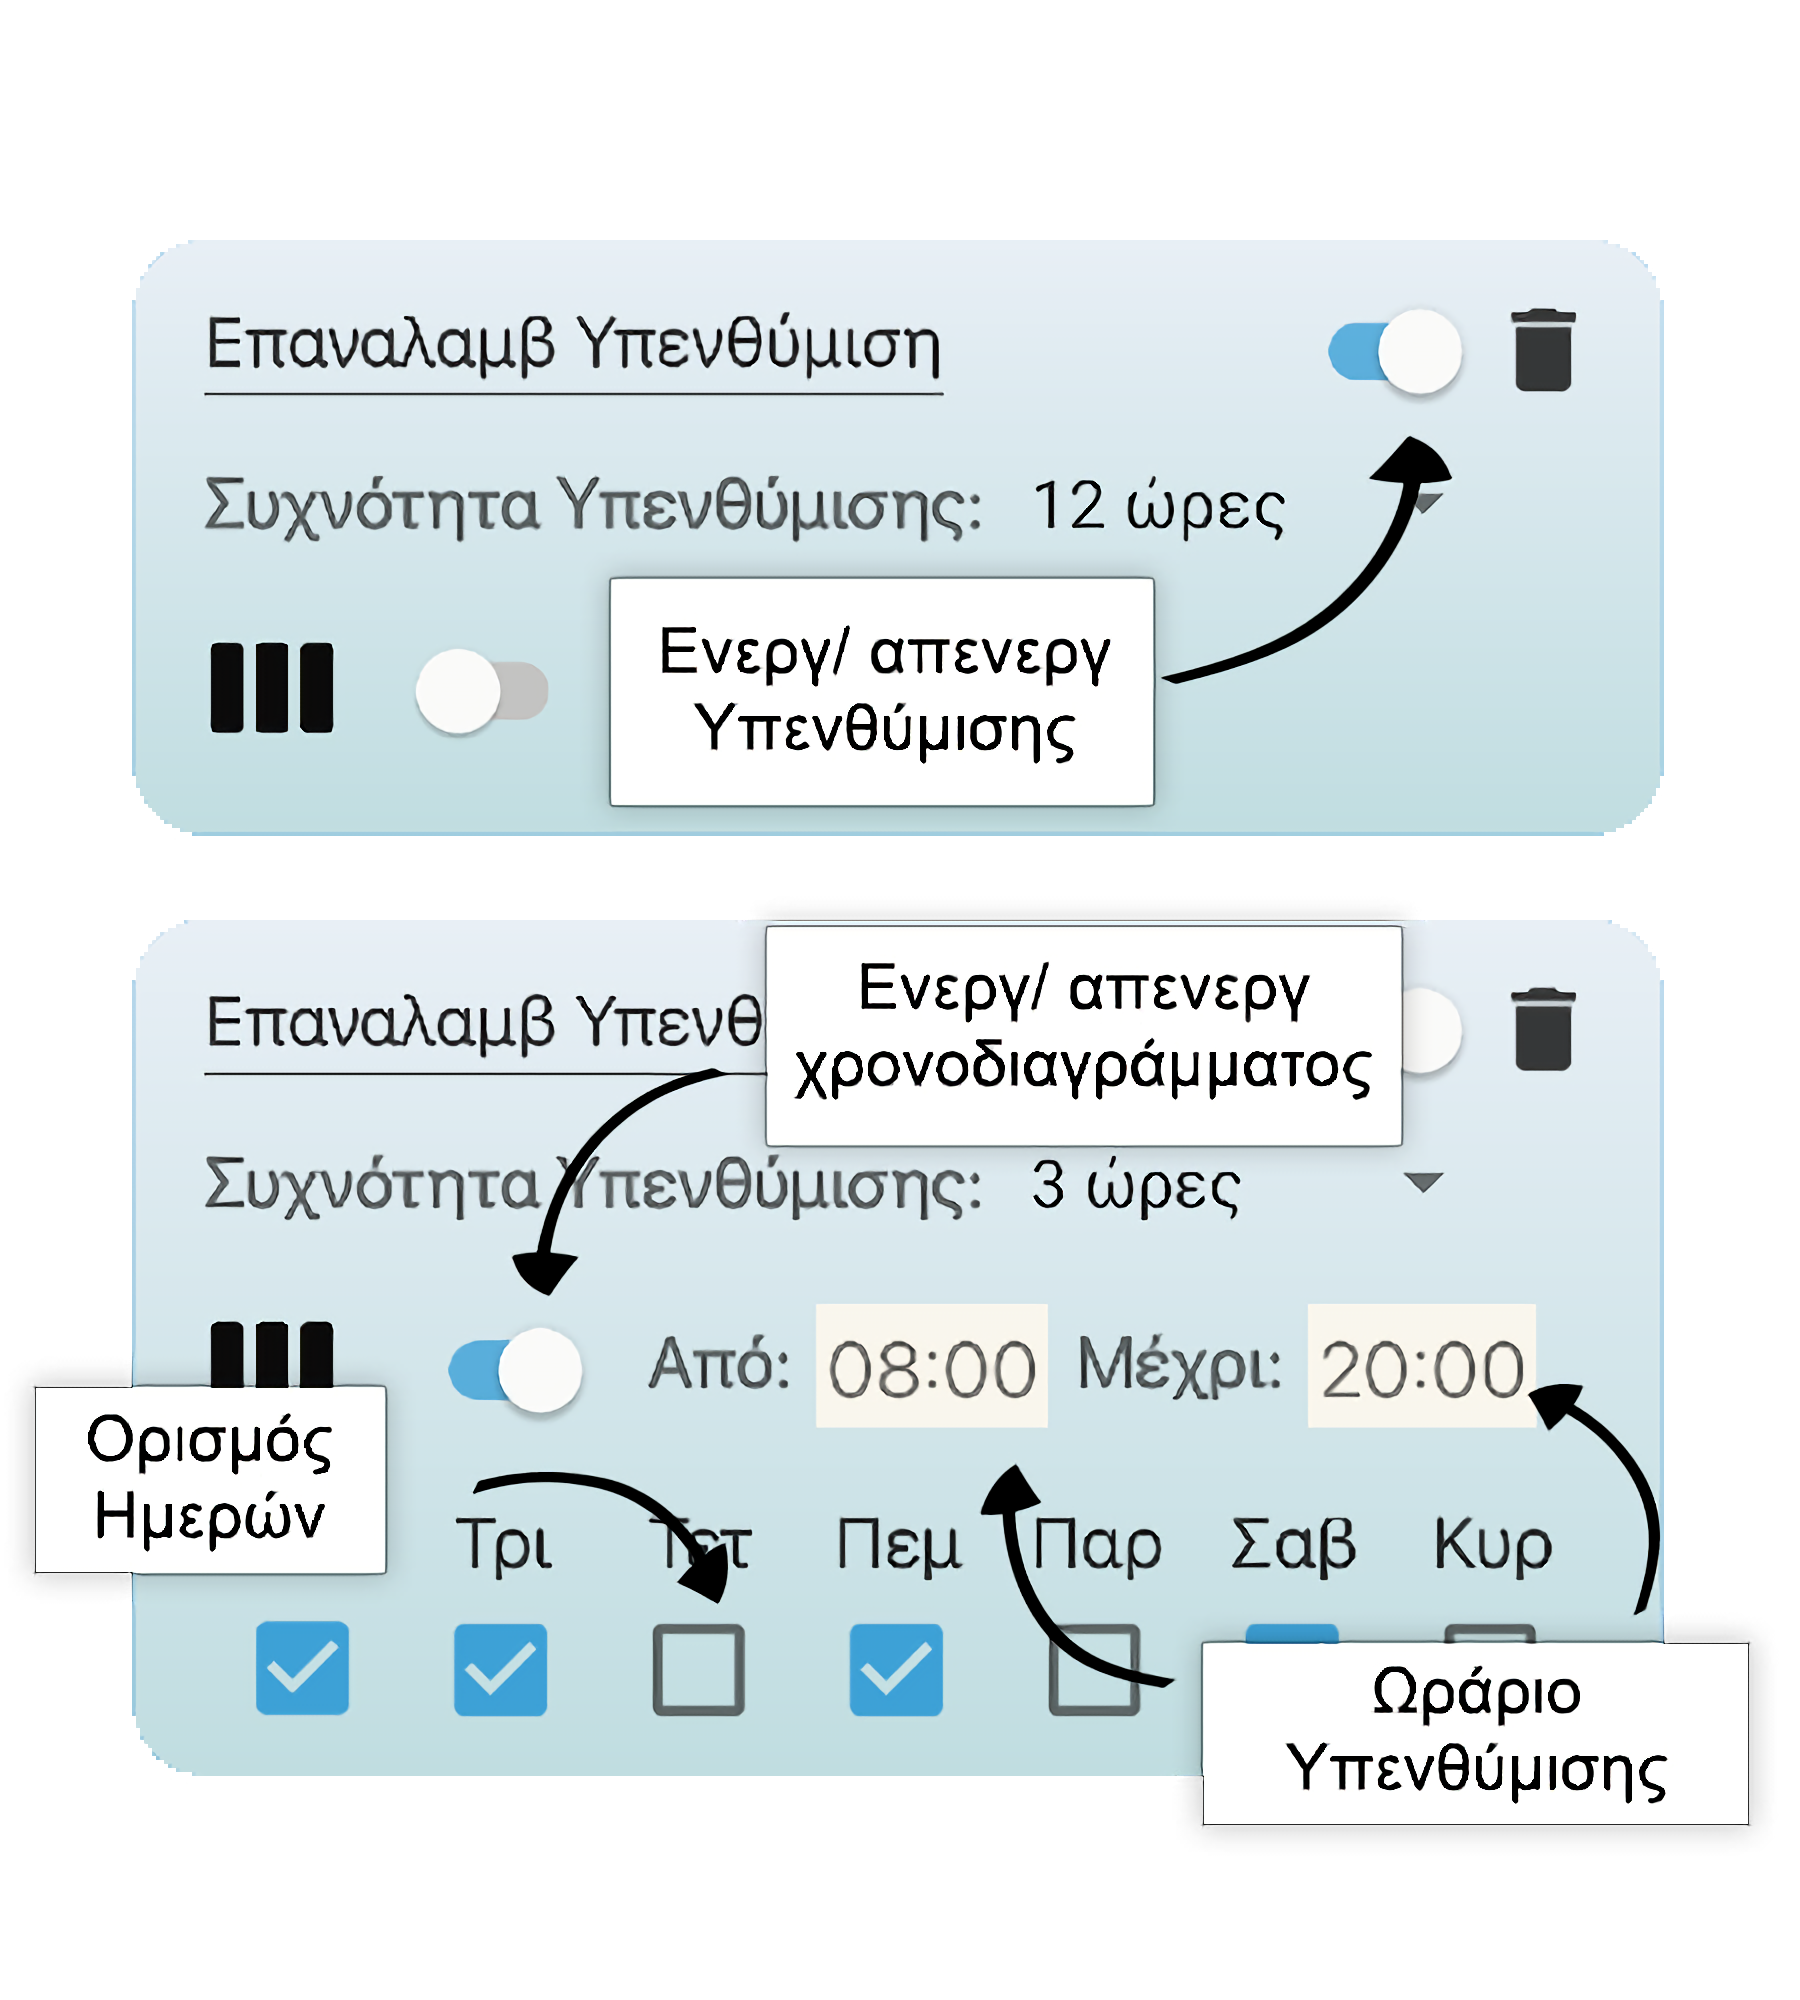 Επαναλαμβ Υπενθύμιση
Συχνότητα Υπενθύμισης: 12 ώρες
Ενεργ/ απενεργ
Υπενθύμισης
Ενεργ/ απενεργ
χρονοδιαγράμματος
Επαναλαμβ Υπενθ
Συχνότητα Υπενθύμισης: 3 ώρες
Από: 08:00 Μέχρι: 20:00
Ορισμός
Ημερών
Τρι Τετ Πεμ Παρ Σαβ Κυρ
Ωράριο
Υπενθύμισης